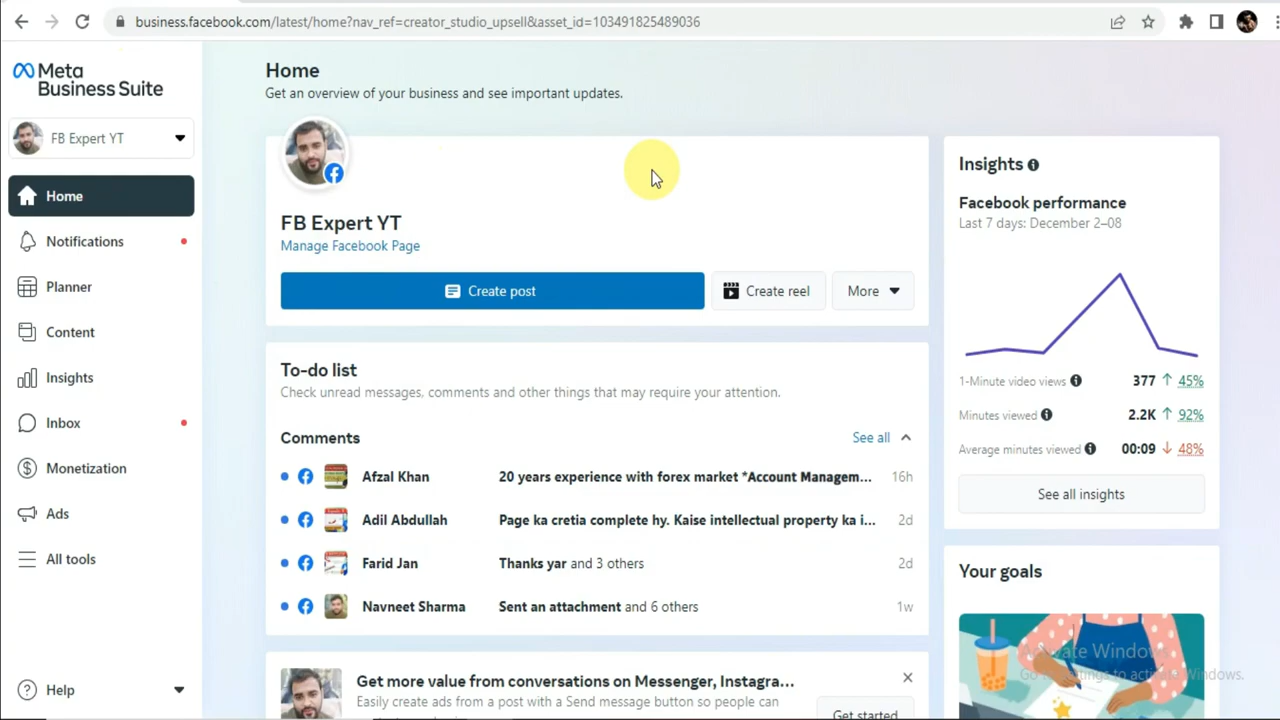 business.facebook.com/latest/home?nav_ref=creator_studio_upsell&asset_id=103491825489036
Meta
Business Suite
FB Expert YT
Home
Notifications
Planner
Content
Insights
Inbox
Monetization
Ads
All tools
Help
Home
Get an overview of your business and see important updates.
FB Expert YT
Manage Facebook Page
Create post
Create reel
More
To-do list
Check unread messages, comments and other things that may require your attention.
Comments
See all
Afzal Khan 20 years experience with forex market *Account Managem... 16h
Adil Abdullah Page ka cretia complete hy. Kaise intellectual property ka i... 2d
Farid Jan Thanks yar and 3 others 2d
Navneet Sharma Sent an attachment and 6 others 1w
Get more value from conversations on Messenger, Instagra...
Easily create ads from a post with a Send message button so people can
Get started
Insights
Facebook performance
Last 7 days: December 2–08
1-Minute video views 377 ↑ 45%
Minutes viewed 2.2K ↑ 92%
Average minutes viewed 00:09 ↓ 48%
See all insights
Your goals
Activate Windows
Go to Settings to activate Windows.